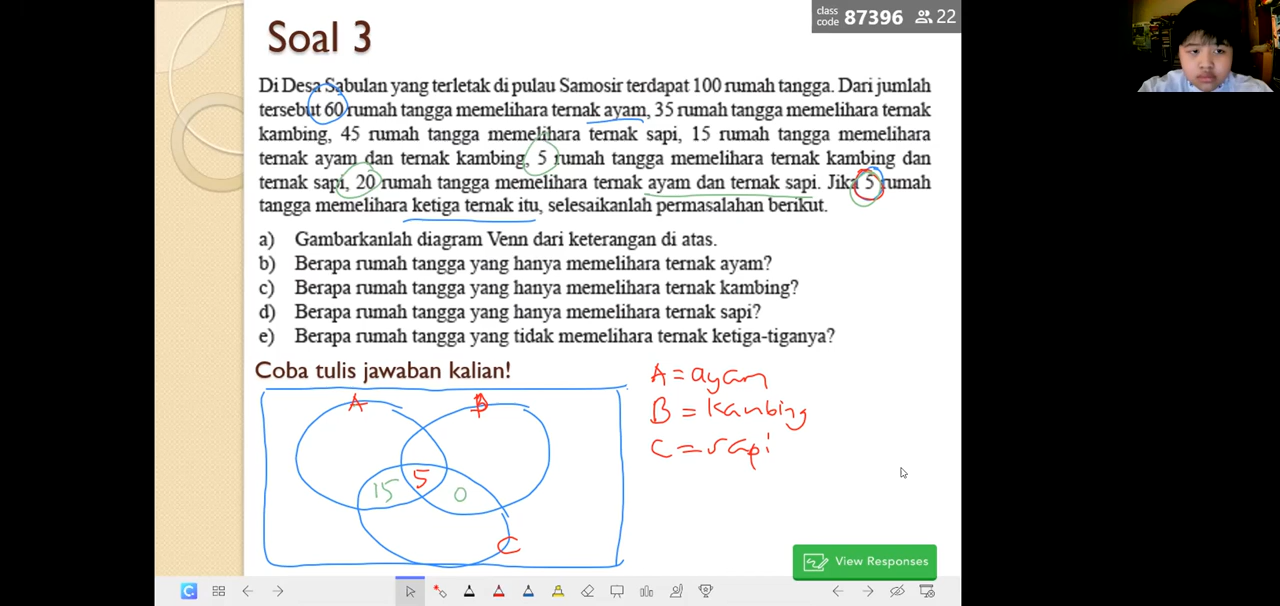 class code 87396 22
Soal 3
Di Desa Sabulan yang terletak di pulau Samosir terdapat 100 rumah tangga. Dari jumlah
tersebut 60 rumah tangga memelihara ternak ayam, 35 rumah tangga memelihara ternak
kambing, 45 rumah tangga memelihara ternak sapi, 15 rumah tangga memelihara
ternak ayam dan ternak kambing, 5 rumah tangga memelihara ternak kambing dan
ternak sapi, 20 rumah tangga memelihara ternak ayam dan ternak sapi. Jika 5 rumah
tangga memelihara ketiga ternak itu, selesaikanlah permasalahan berikut.
a) Gambarkanlah diagram Venn dari keterangan di atas.
b) Berapa rumah tangga yang hanya memelihara ternak ayam?
c) Berapa rumah tangga yang hanya memelihara ternak kambing?
d) Berapa rumah tangga yang hanya memelihara ternak sapi?
e) Berapa rumah tangga yang tidak memelihara ternak ketiga-tiganya?
Coba tulis jawaban kalian!
A = ayam
B = kambing
C = sapi
A B
15 5 0
C
View Responses